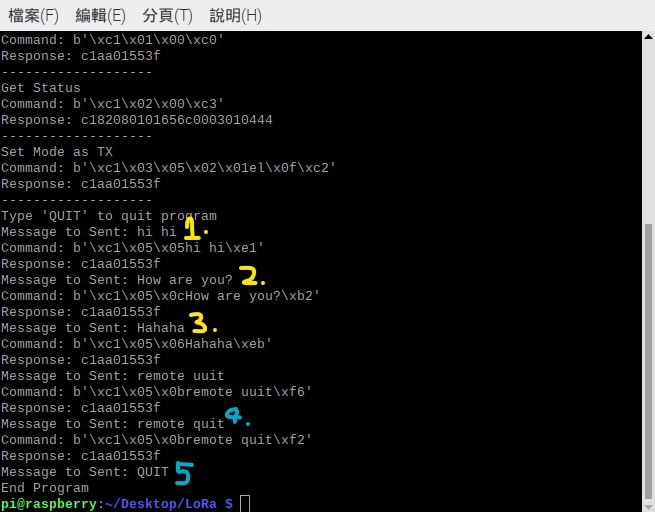 檔案(F) 編輯(E) 分頁(T) 說明(H)
Command: b'\xc1\x01\x00\xc0'
Response: c1aa01553f
-------------------
Get Status
Command: b'\xc1\x02\x00\xc3'
Response: c182080101656c0003010444
-------------------
Set Mode as TX
Command: b'\xc1\x03\x05\x02\x01el\x0f\xc2'
Response: c1aa01553f
-------------------
Type 'QUIT' to quit program
Message to Sent: hi hi 1.
Command: b'\xc1\x05\x05hi hi\xe1'
Response: c1aa01553f
Message to Sent: How are you? 2.
Command: b'\xc1\x05\x0cHow are you?\xb2'
Response: c1aa01553f
Message to Sent: Hahaha 3.
Command: b'\xc1\x05\x06Hahaha\xeb'
Response: c1aa01553f
Message to Sent: remote uuit
Command: b'\xc1\x05\x0bremote uuit\xf6'
Response: c1aa01553f
Message to Sent: remote quit 4.
Command: b'\xc1\x05\x0bremote quit\xf2'
Response: c1aa01553f
Message to Sent: QUIT 5
End Program
pi@raspberry:~/Desktop/LoRa $